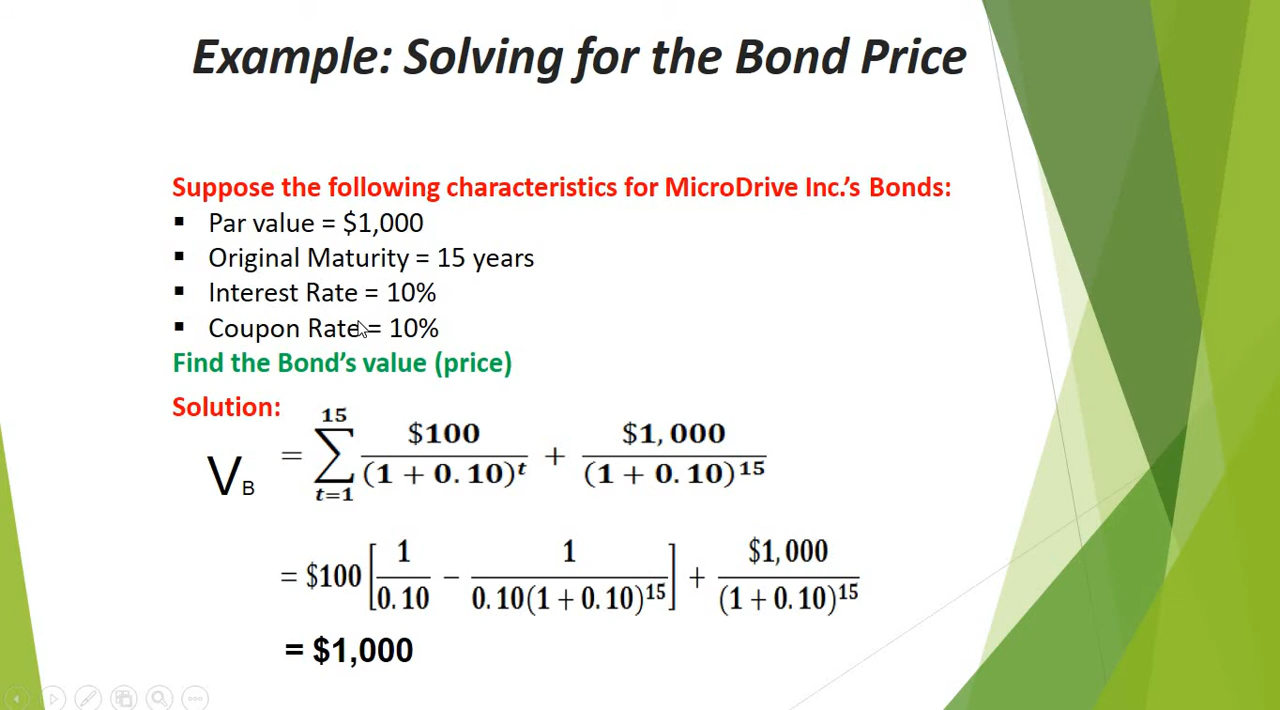 Example: Solving for the Bond Price
Suppose the following characteristics for MicroDrive Inc.'s Bonds:
▪ Par value = $1,000
▪ Original Maturity = 15 years
▪ Interest Rate = 10%
▪ Coupon Rate = 10%
Find the Bond's value (price)
Solution:
V_B = ∑_{t=1}^{15} $100/(1 + 0.10)^t + $1,000/(1 + 0.10)^15
= $100 [1/0.10 − 1/0.10(1 + 0.10)^15] + $1,000/(1 + 0.10)^15
= $1,000